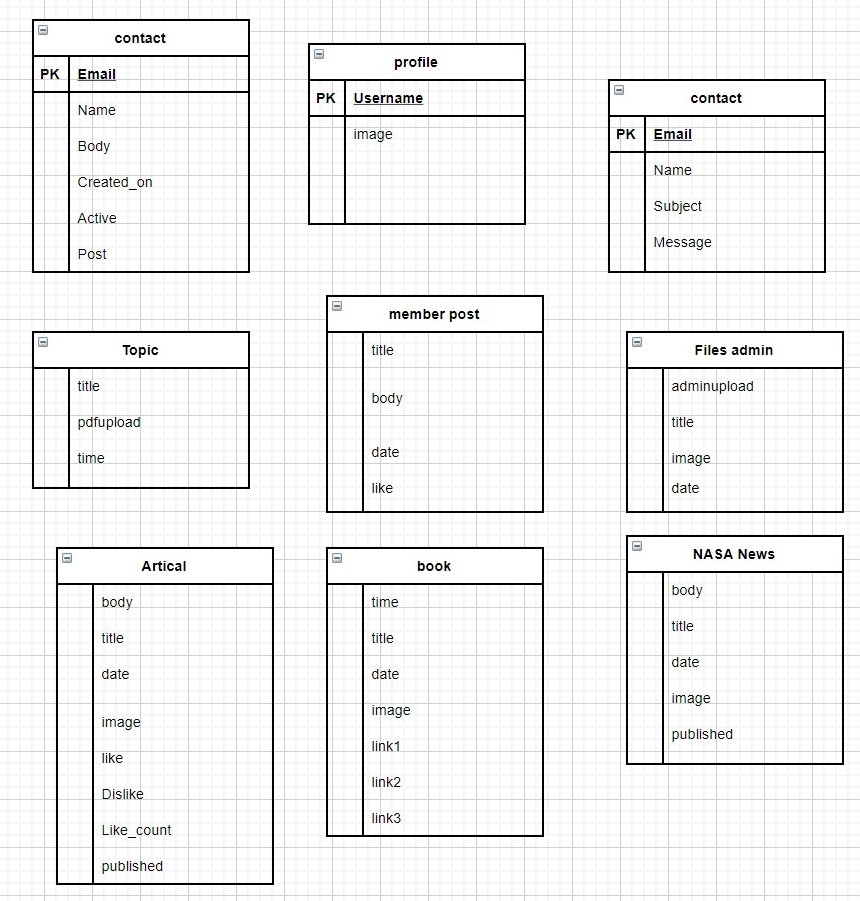 contact
PK Email
Name
Body
Created_on
Active
Post
profile
PK Username
image
contact
PK Email
Name
Subject
Message
Topic
title
pdfupload
time
member post
title
body
date
like
Files admin
adminupload
title
image
date
Artical
body
title
date
image
like
Dislike
Like_count
published
book
time
title
date
image
link1
link2
link3
NASA News
body
title
date
image
published